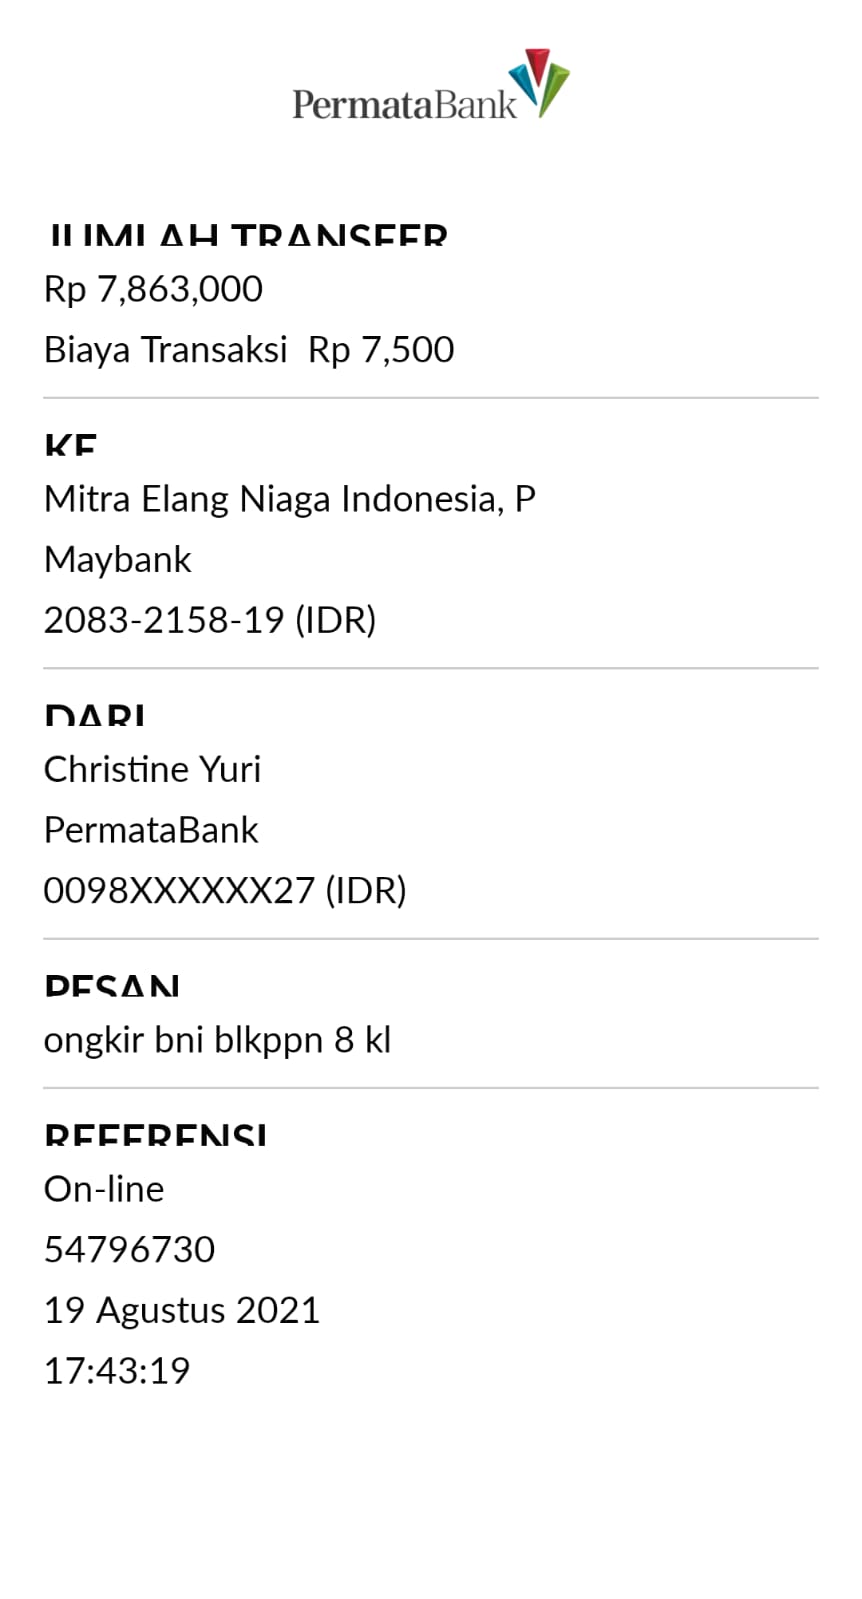 PermataBank
JUMLAH TRANSFER
Rp 7,863,000
Biaya Transaksi Rp 7,500
KE
Mitra Elang Niaga Indonesia, P
Maybank
2083-2158-19 (IDR)
DARI
Christine Yuri
PermataBank
0098XXXXXX27 (IDR)
PESAN
ongkir bni blkppn 8 kl
REFERENSI
On-line
54796730
19 Agustus 2021
17:43:19